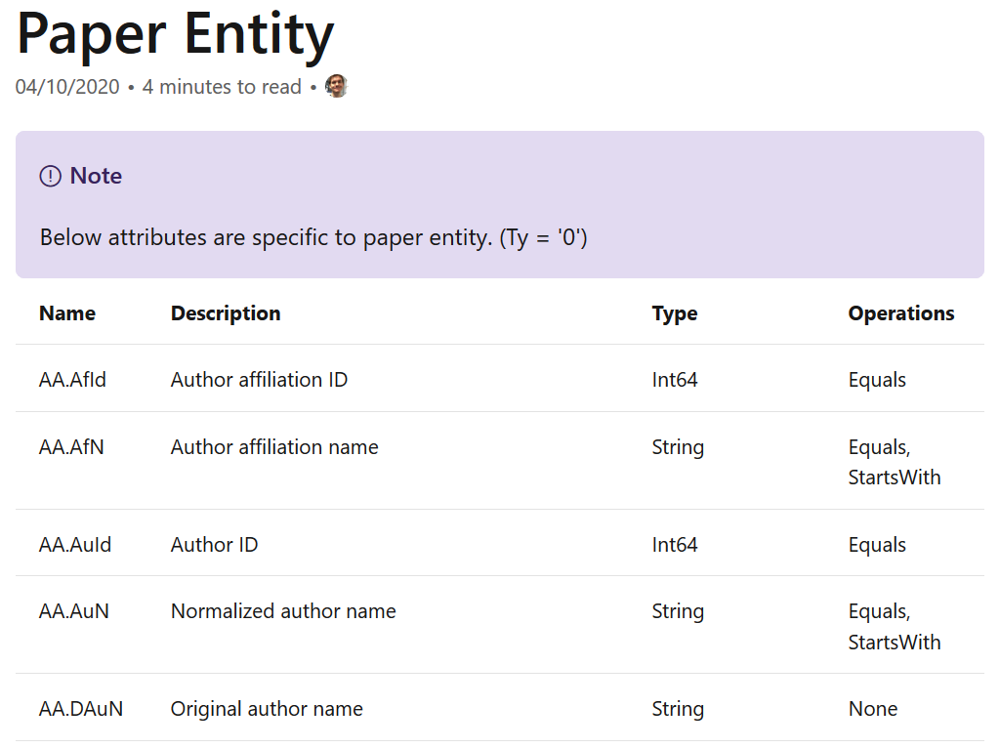 Paper Entity
04/10/2020 • 4 minutes to read •
Note
Below attributes are specific to paper entity. (Ty = '0')
Name Description Type Operations
AA.AfId Author affiliation ID Int64 Equals
AA.AfN Author affiliation name String Equals,
StartsWith
AA.AuId Author ID Int64 Equals
AA.AuN Normalized author name String Equals,
StartsWith
AA.DAuN Original author name String None